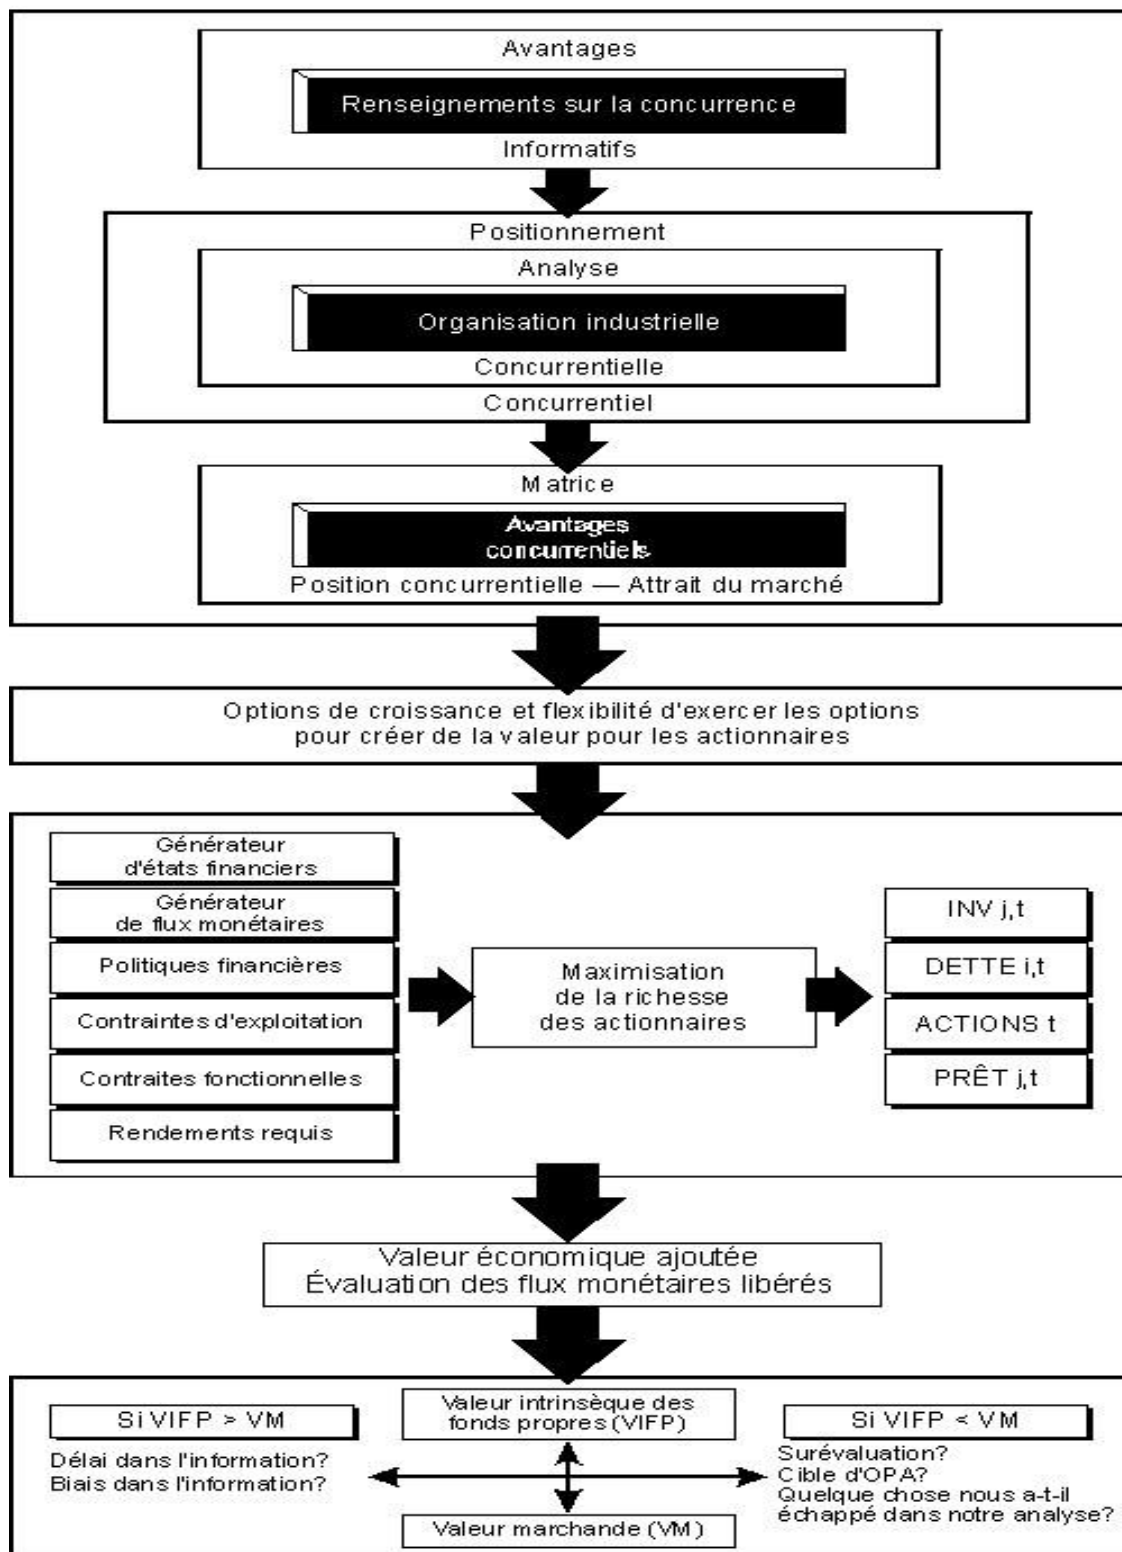 Avantages
Renseignements sur la concurrence
Informatifs
Positionnement
Analyse
Organisation industrielle
Concurrentielle
Concurrentiel
Matrice
Avantages
concurrentiels
Position concurrentielle — Attrait du marché
Options de croissance et flexibilité d'exercer les options
pour créer de la valeur pour les actionnaires
Générateur
d'états financiers
Générateur
de flux monétaires
Politiques financières
Contraintes d'exploitation
Contraites fonctionnelles
Rendements requis
Maximisation
de la richesse
des actionnaires
INV j,t
DETTE i,t
ACTIONS t
PRÊT j,t
Valeur économique ajoutée
Évaluation des flux monétaires libérés
Si VIFP > VM
Délai dans l'information?
Biais dans l'information?
Valeur intrinsèque des
fonds propres (VIFP)
Valeur marchande (VM)
Si VIFP < VM
Surévaluation?
Cible d'OPA?
Quelque chose nous a-t-il
échappé dans notre analyse?